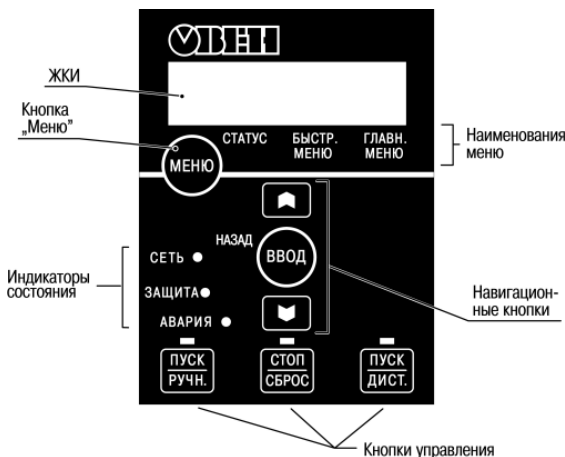 ОВЕН
ЖКИ
Кнопка
„Меню”
СТАТУС
БЫСТР.
МЕНЮ
ГЛАВН.
МЕНЮ
Наименования
меню
МЕНЮ
НАЗАД
ВВОД
СЕТЬ
ЗАЩИТА
АВАРИЯ
Индикаторы
состояния
Навигацион-
ные кнопки
ПУСК
РУЧН.
СТОП
СБРОС
ПУСК
ДИСТ.
Кнопки управления